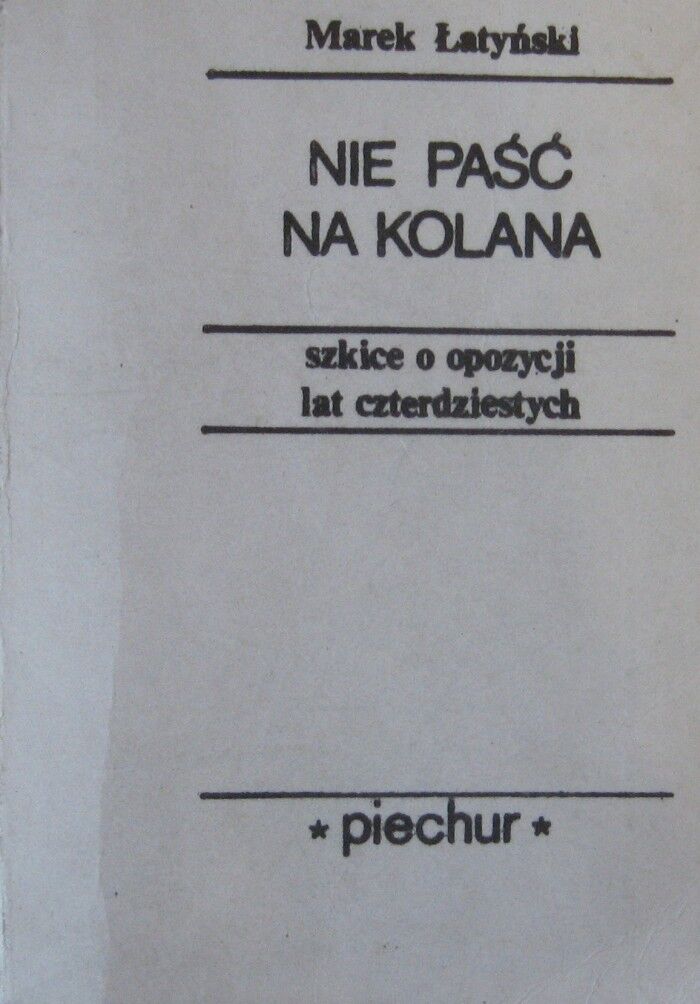 Marek Łatyński
NIE PAŚĆ
NA KOLANA
szkice o opozycji
lat czterdziestych
* piechur *